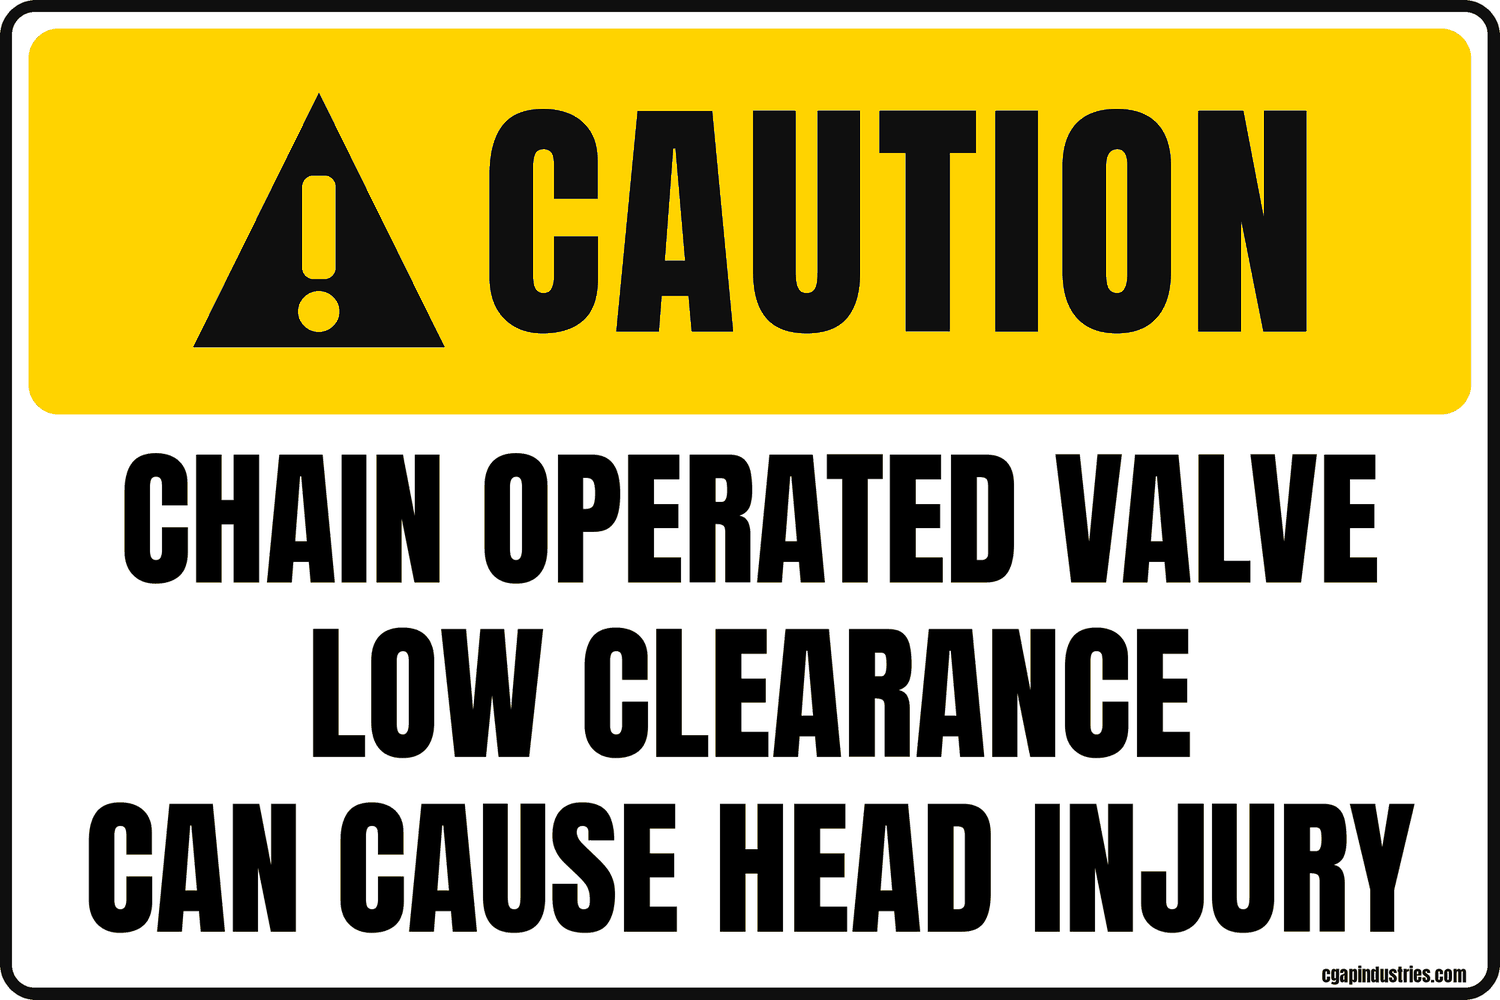 CAUTION
CHAIN OPERATED VALVE
LOW CLEARANCE
CAN CAUSE HEAD INJURY
cgapindustries.com